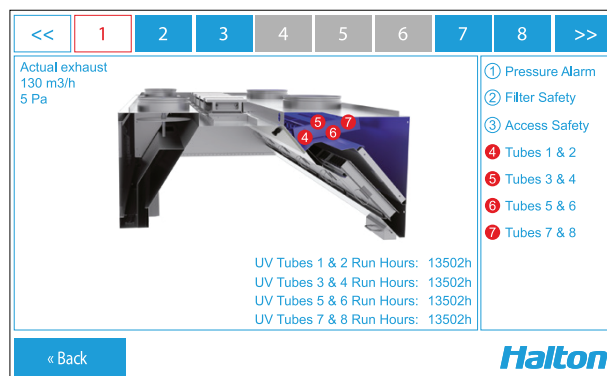 << 1 2 3 4 5 6 7 8 >>
Actual exhaust
130 m3/h
5 Pa
5 7
4 6
1 Pressure Alarm
2 Filter Safety
3 Access Safety
4 Tubes 1 & 2
5 Tubes 3 & 4
6 Tubes 5 & 6
7 Tubes 7 & 8
UV Tubes 1 & 2 Run Hours: 13502h
UV Tubes 3 & 4 Run Hours: 13502h
UV Tubes 5 & 6 Run Hours: 13502h
UV Tubes 7 & 8 Run Hours: 13502h
« Back
Halton